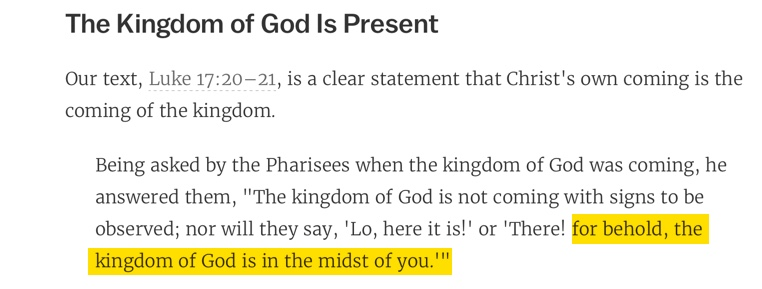 The Kingdom of God Is Present
Our text, Luke 17:20–21, is a clear statement that Christ's own coming is the
coming of the kingdom.
Being asked by the Pharisees when the kingdom of God was coming, he
answered them, "The kingdom of God is not coming with signs to be
observed; nor will they say, 'Lo, here it is!' or 'There! for behold, the
kingdom of God is in the midst of you.'"